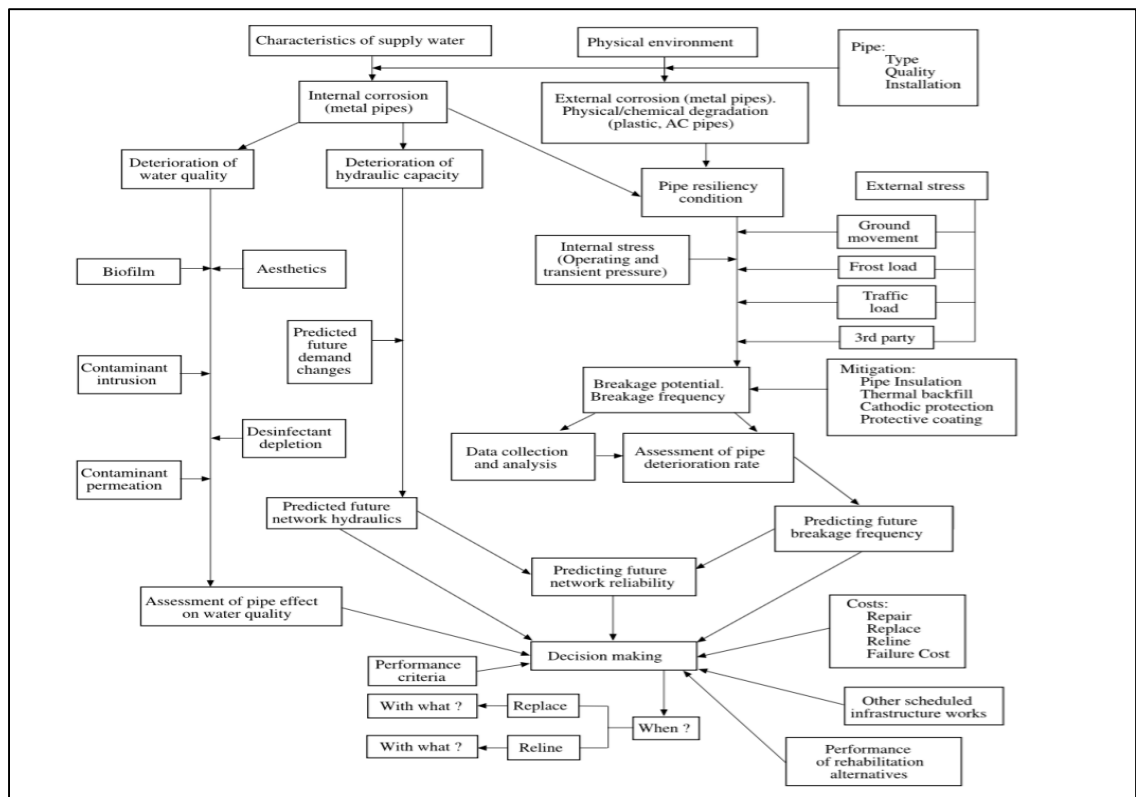 Characteristics of supply water
Physical environment
Pipe:
Type
Quality
Installation
Internal corrosion
(metal pipes)
External corrosion (metal pipes).
Physical/chemical degradation
(plastic, AC pipes)
Deterioration of
water quality
Deterioration of
hydraulic capacity
Pipe resiliency
condition
External stress
Ground
movement
Internal stress
(Operating and
transient pressure)
Biofilm
Aesthetics
Frost load
Traffic
load
Predicted
future
demand
changes
3rd party
Contaminant
intrusion
Breakage potential.
Breakage frequency
Mitigation:
Pipe Insulation
Thermal backfill
Cathodic protection
Protective coating
Desinfectant
depletion
Data collection
and analysis
Assessment of pipe
deterioration rate
Contaminant
permeation
Predicted future
network hydraulics
Predicting future
breakage frequency
Predicting future
network reliability
Assessment of pipe effect
on water quality
Costs:
Repair
Replace
Reline
Failure Cost
Decision making
Performance
criteria
Other scheduled
infrastructure works
With what ?
Replace
When ?
With what ?
Reline
Performance
of rehabilitation
alternatives